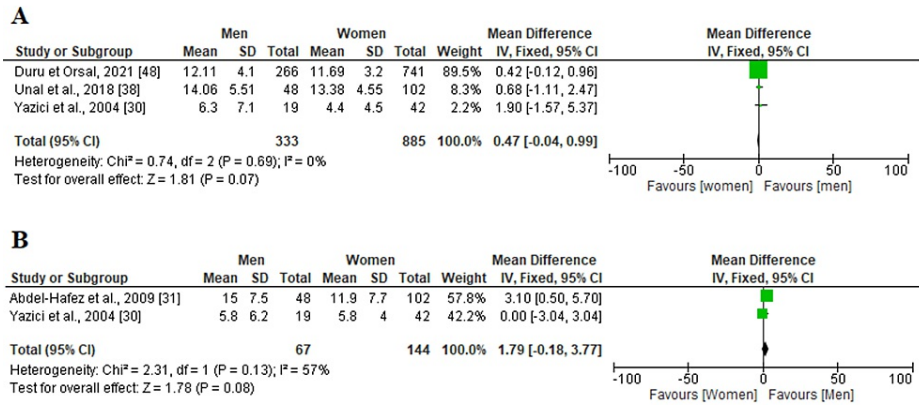 A
Men Women Mean Difference Mean Difference
Study or Subgroup Mean SD Total Mean SD Total Weight IV, Fixed, 95% CI IV, Fixed, 95% CI
Duru et Orsal, 2021 [48] 12.11 4.1 266 11.69 3.2 741 89.5% 0.42 [-0.12, 0.96]
Unal et al., 2018 [38] 14.06 5.51 48 13.38 4.55 102 8.3% 0.68 [-1.11, 2.47]
Yazici et al., 2004 [30] 6.3 7.1 19 4.4 4.5 42 2.2% 1.90 [-1.57, 5.37]
Total (95% CI) 333 885 100.0% 0.47 [-0.04, 0.99]
Heterogeneity: Chi² = 0.74, df = 2 (P = 0.69); I² = 0%
Test for overall effect: Z = 1.81 (P = 0.07)
-100 -50 0 50 100
Favours [women] Favours [men]
B
Men Women Mean Difference Mean Difference
Study or Subgroup Mean SD Total Mean SD Total Weight IV, Fixed, 95% CI IV, Fixed, 95% CI
Abdel-Hafez et al., 2009 [31] 15 7.5 48 11.9 7.7 102 57.8% 3.10 [0.50, 5.70]
Yazici et al., 2004 [30] 5.8 6.2 19 5.8 4 42 42.2% 0.00 [-3.04, 3.04]
Total (95% CI) 67 144 100.0% 1.79 [-0.18, 3.77]
Heterogeneity: Chi² = 2.31, df = 1 (P = 0.13); I² = 57%
Test for overall effect: Z = 1.78 (P = 0.08)
-100 -50 0 50 100
Favours [Women] Favours [Men]